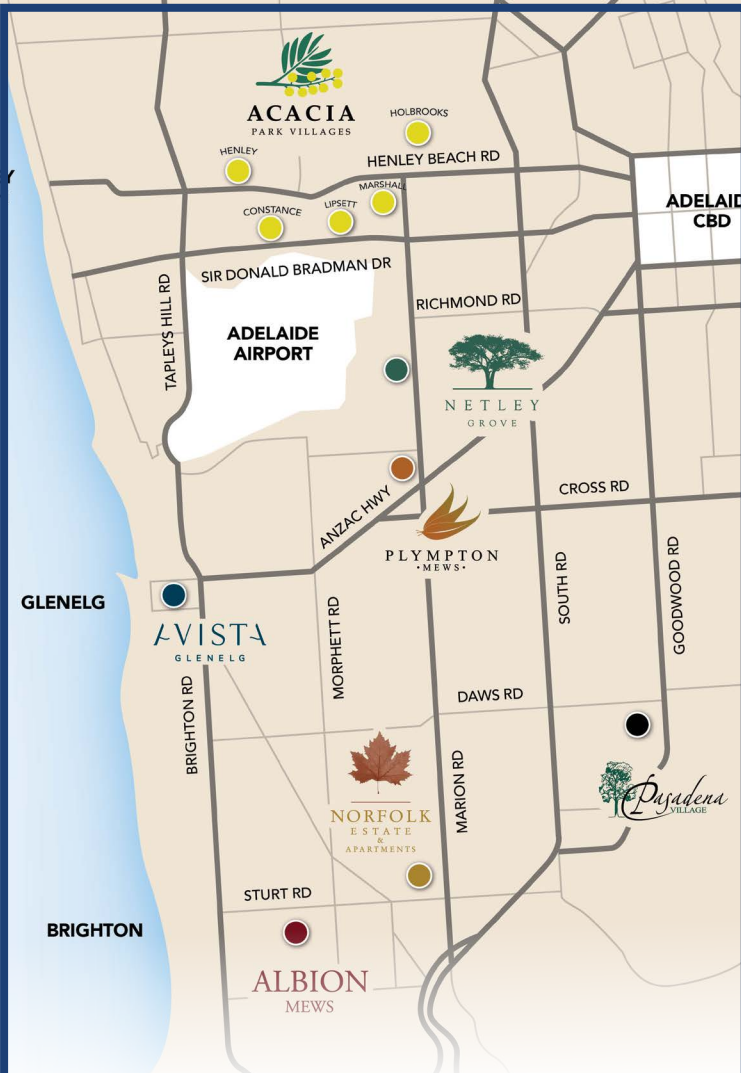 ACACIA
PARK VILLAGES
HOLBROOKS
HENLEY
HENLEY BEACH RD
MARSHALL
LIPSETT
CONSTANCE
Y
ADELAID
CBD
SIR DONALD BRADMAN DR
RICHMOND RD
TAPLEYS HILL RD
ADELAIDE
AIRPORT
NETLEY
GROVE
CROSS RD
ANZAC HWY
PLYMPTON
·MEWS·
SOUTH RD
GOODWOOD RD
GLENELG
AVISTA
GLENELG
MORPHETT RD
BRIGHTON RD
DAWS RD
MARION RD
Pasadena
VILLAGE
NORFOLK
ESTATE
&
APARTMENTS
STURT RD
BRIGHTON
ALBION
MEWS